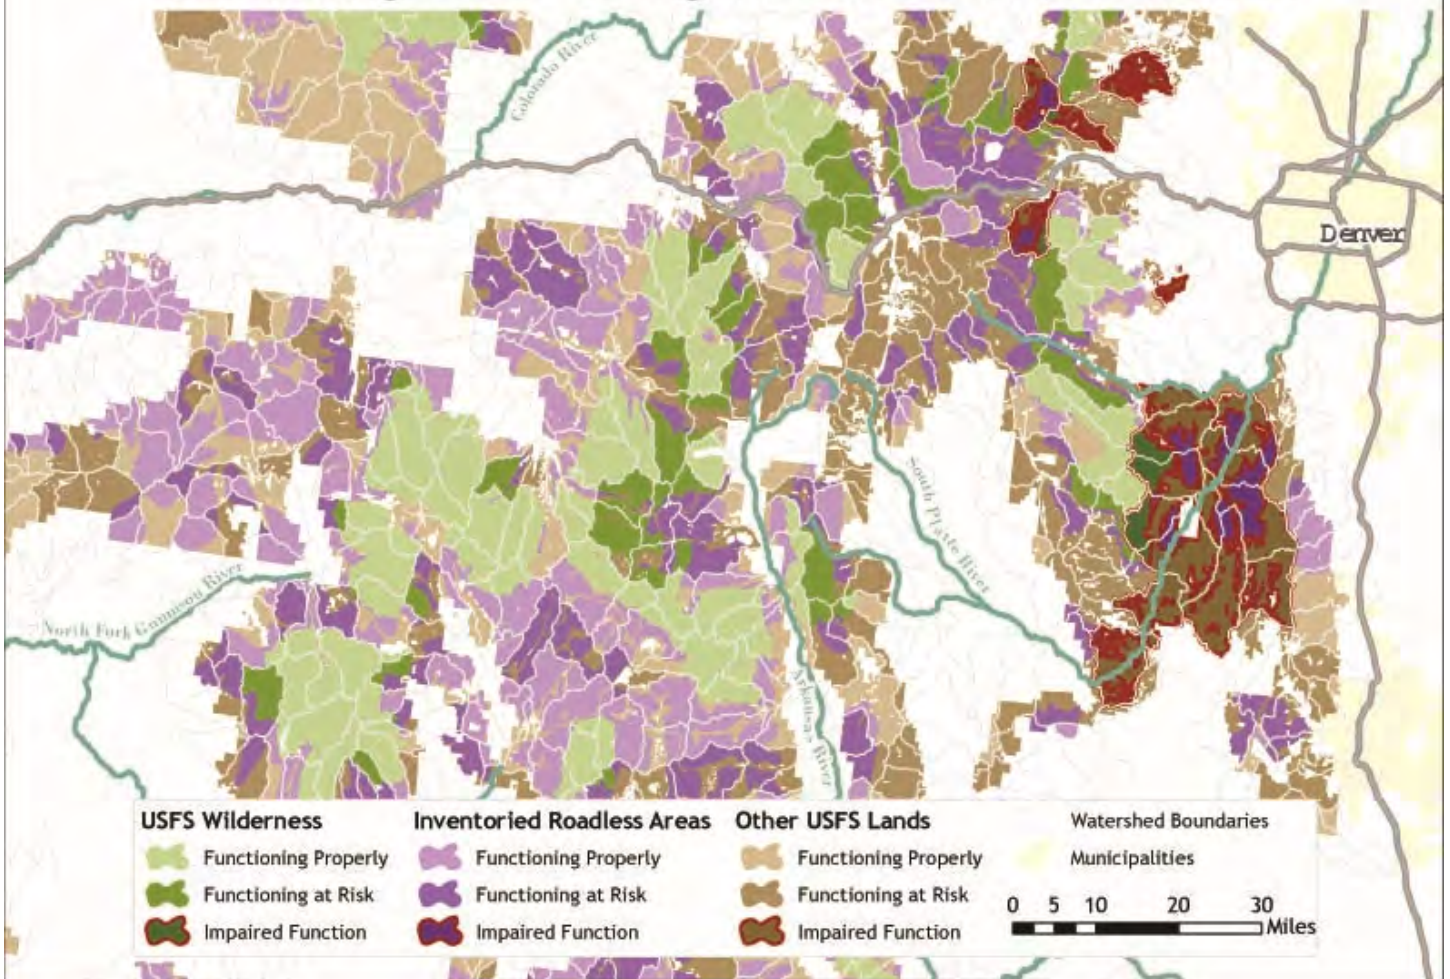 Colorado River
Denver
South Platte River
North Fork Gunnison River
Arkansas River
USFS Wilderness
Functioning Properly
Functioning at Risk
Impaired Function
Inventoried Roadless Areas
Functioning Properly
Functioning at Risk
Impaired Function
Other USFS Lands
Functioning Properly
Functioning at Risk
Impaired Function
Watershed Boundaries
Municipalities
0 5 10 20 30
Miles